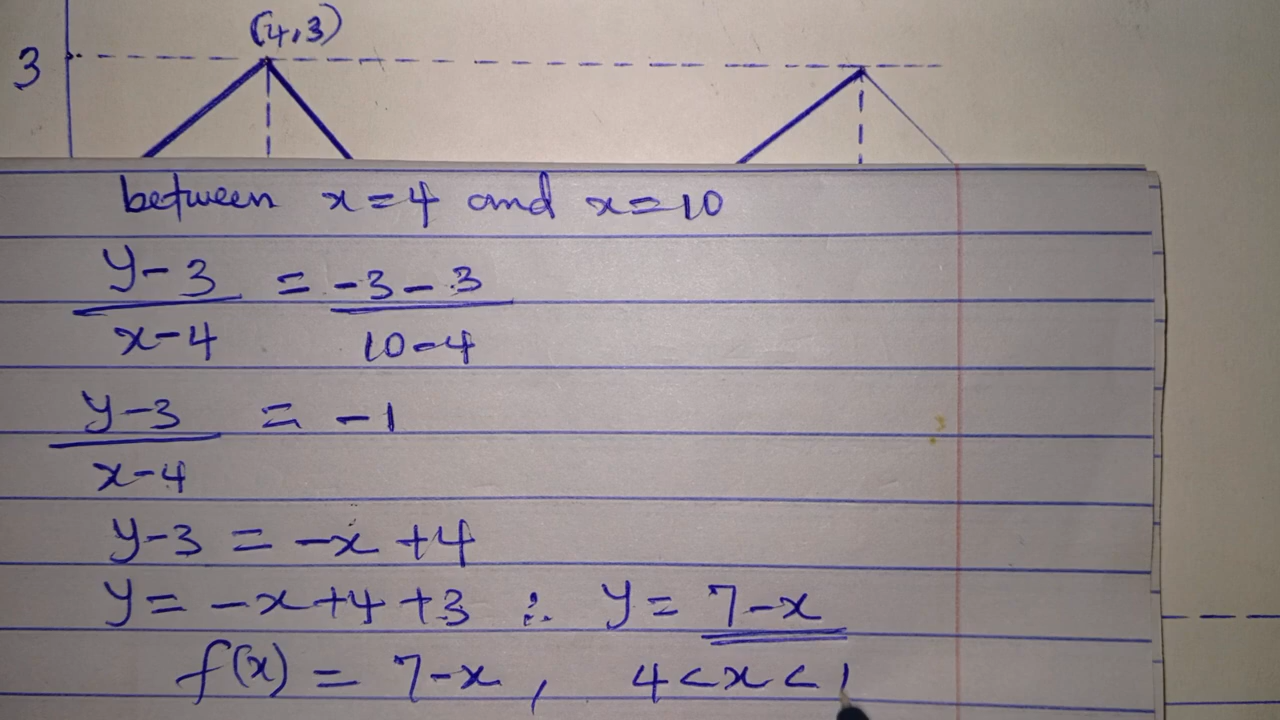 (4,3)
3
between x=4 and x=10
y-3 / x-4 = -3-3 / 10-4
y-3 / x-4 = -1
y-3 = -x+4
y = -x+4+3 ∴ y = 7-x
f(x) = 7-x, 4<x<1